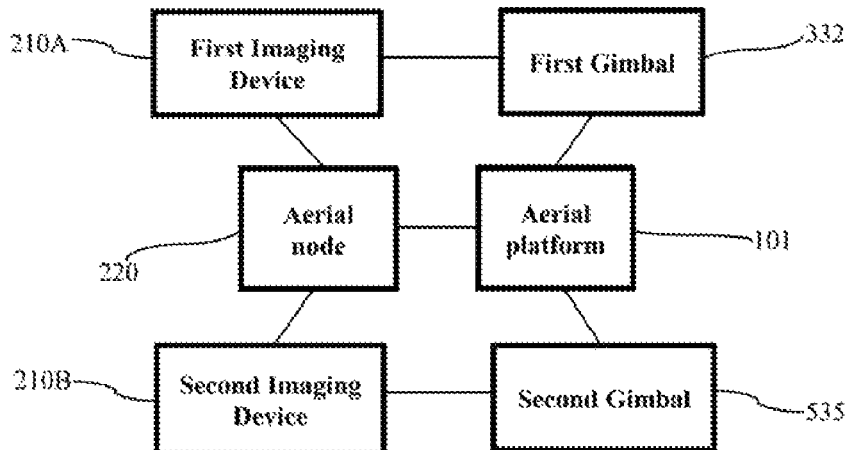 210A
First Imaging
Device
First Gimbal
332
Aerial
node
Aerial
platform
220
101
210B
Second Imaging
Device
Second Gimbal
535